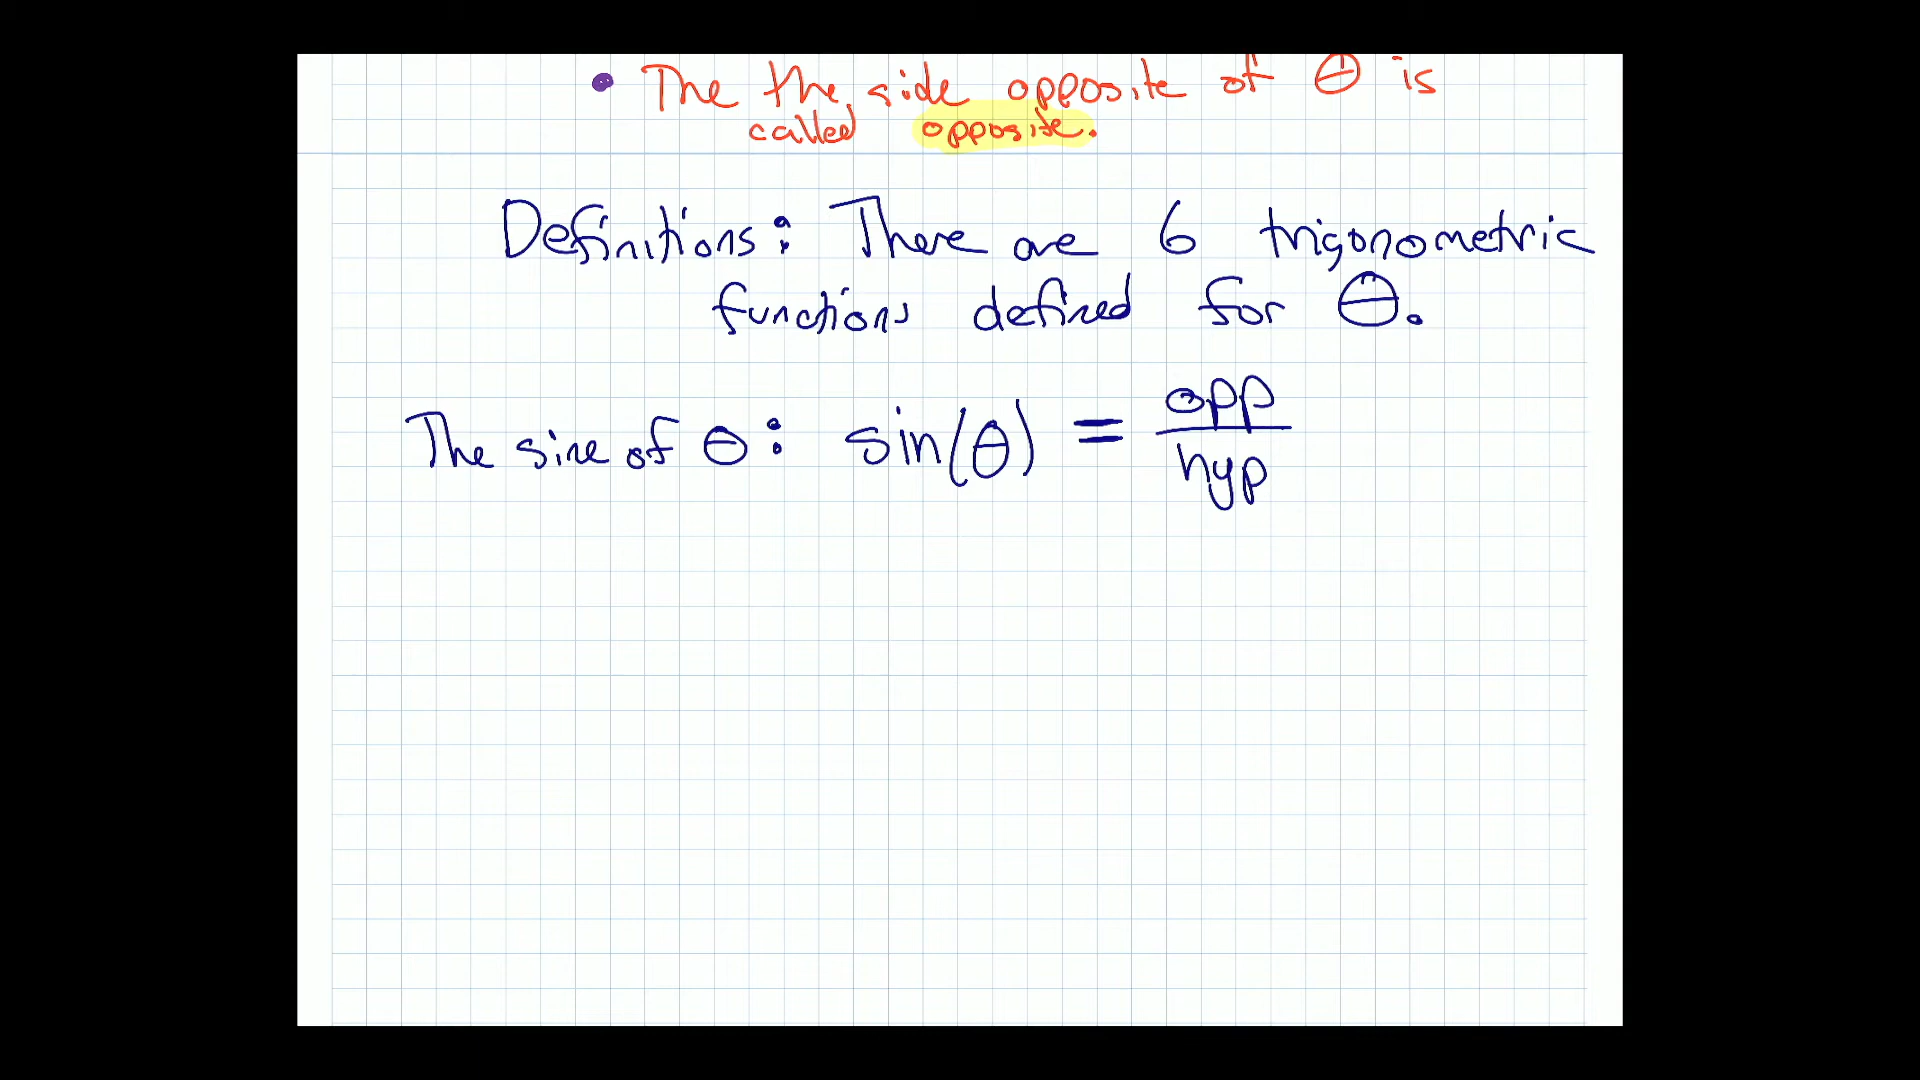 • The the side opposite of θ is
called opposite.
Definitions: There are 6 trigonometric
functions defined for θ.
The sine of θ: sin(θ) = opp/hyp